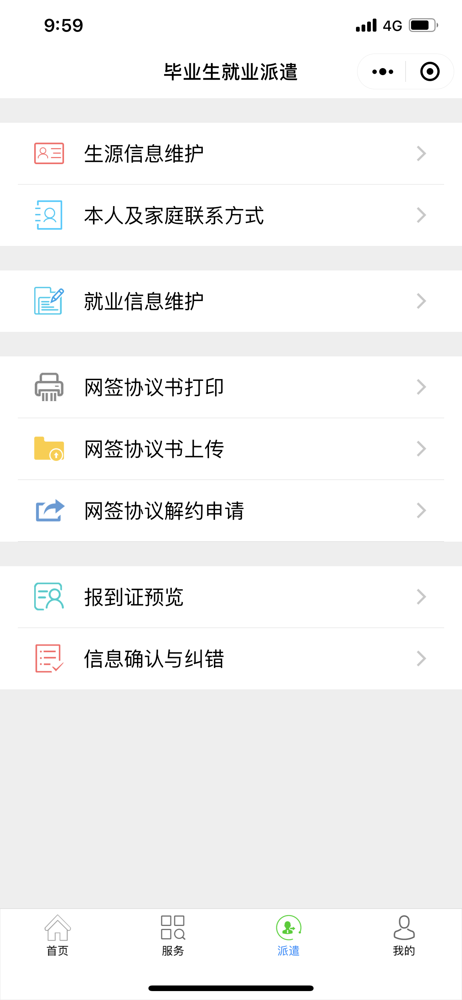 9:59 4G
毕业生就业派遣
生源信息维护
本人及家庭联系方式
就业信息维护
网签协议书打印
网签协议书上传
网签协议解约申请
报到证预览
信息确认与纠错
首页 服务 派遣 我的